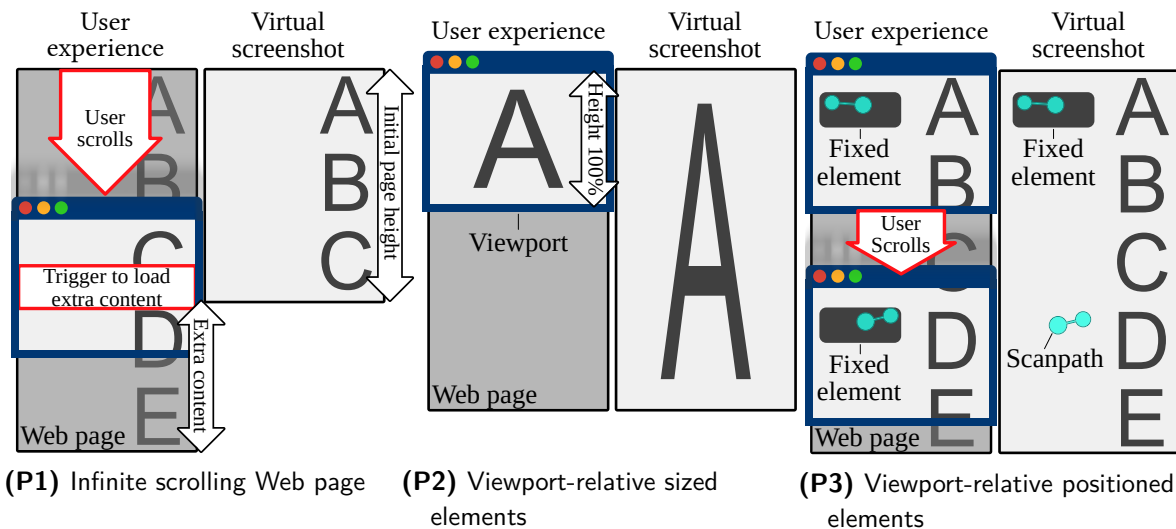 User
experience
Virtual
screenshot
User
scrolls
A
B
C
D
E
Trigger to load
extra content
Extra content
Web page
A
B
C
Initial page height
(P1) Infinite scrolling Web page
User experience
Virtual
screenshot
A
Height 100%
Viewport
Web page
A
(P2) Viewport-relative sized
elements
User experience
Virtual
screenshot
Fixed
element
A
B
C
D
E
User
Scrolls
Fixed
element
Web page
Fixed
element
A
B
C
D
E
Scanpath
(P3) Viewport-relative positioned
elements